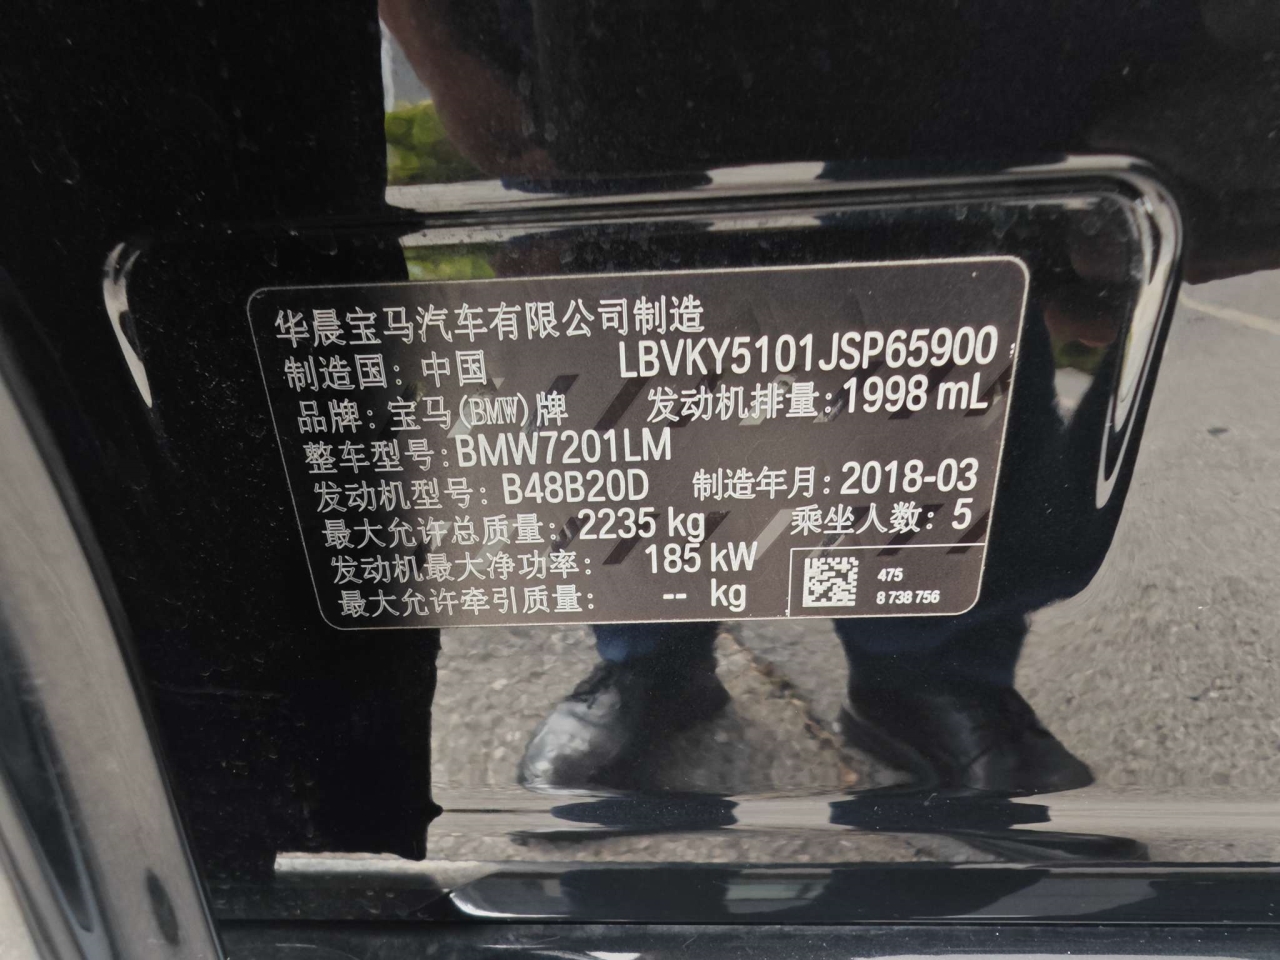 华晨宝马汽车有限公司制造
制造国：中国 LBVKY5101JSP65900
品牌：宝马(BMW)牌 发动机排量：1998 mL
整车型号：BMW7201LM
发动机型号：B48B20D 制造年月：2018-03
最大允许总质量：2235 kg 乘坐人数：5
发动机最大净功率：185 kW
最大允许牵引质量：-- kg
475
8 738 756